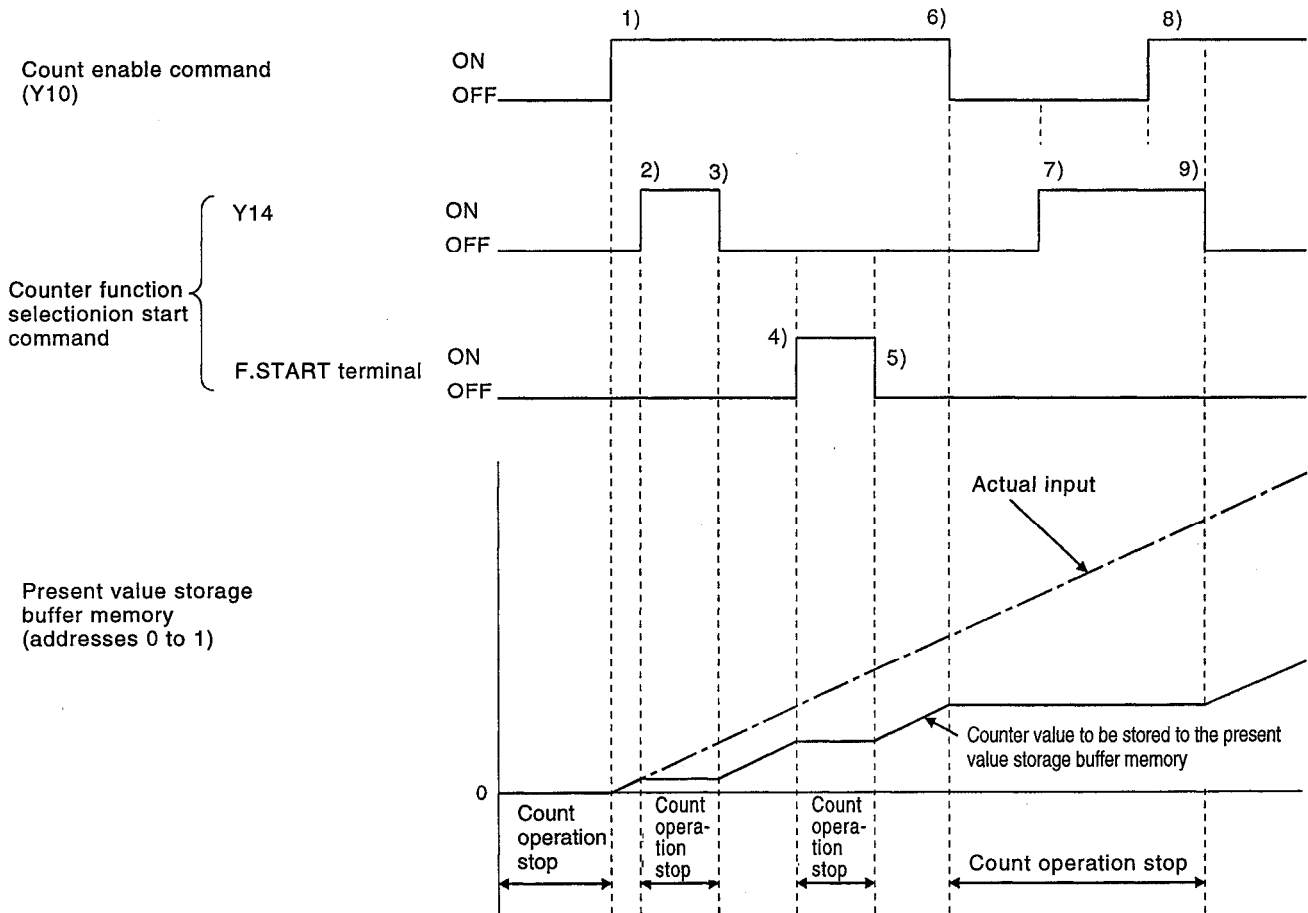 1)
6)
8)
Count enable command
(Y10)
ON
OFF
2)
3)
7)
9)
Y14
ON
OFF
Counter function
selectionion start
command
4)
5)
F.START terminal
ON
OFF
Actual input
Present value storage
buffer memory
(addresses 0 to 1)
Counter value to be stored to the present
value storage buffer memory
0
Count
operation
stop
Count
opera-
tion
stop
Count
opera-
tion
stop
Count operation stop